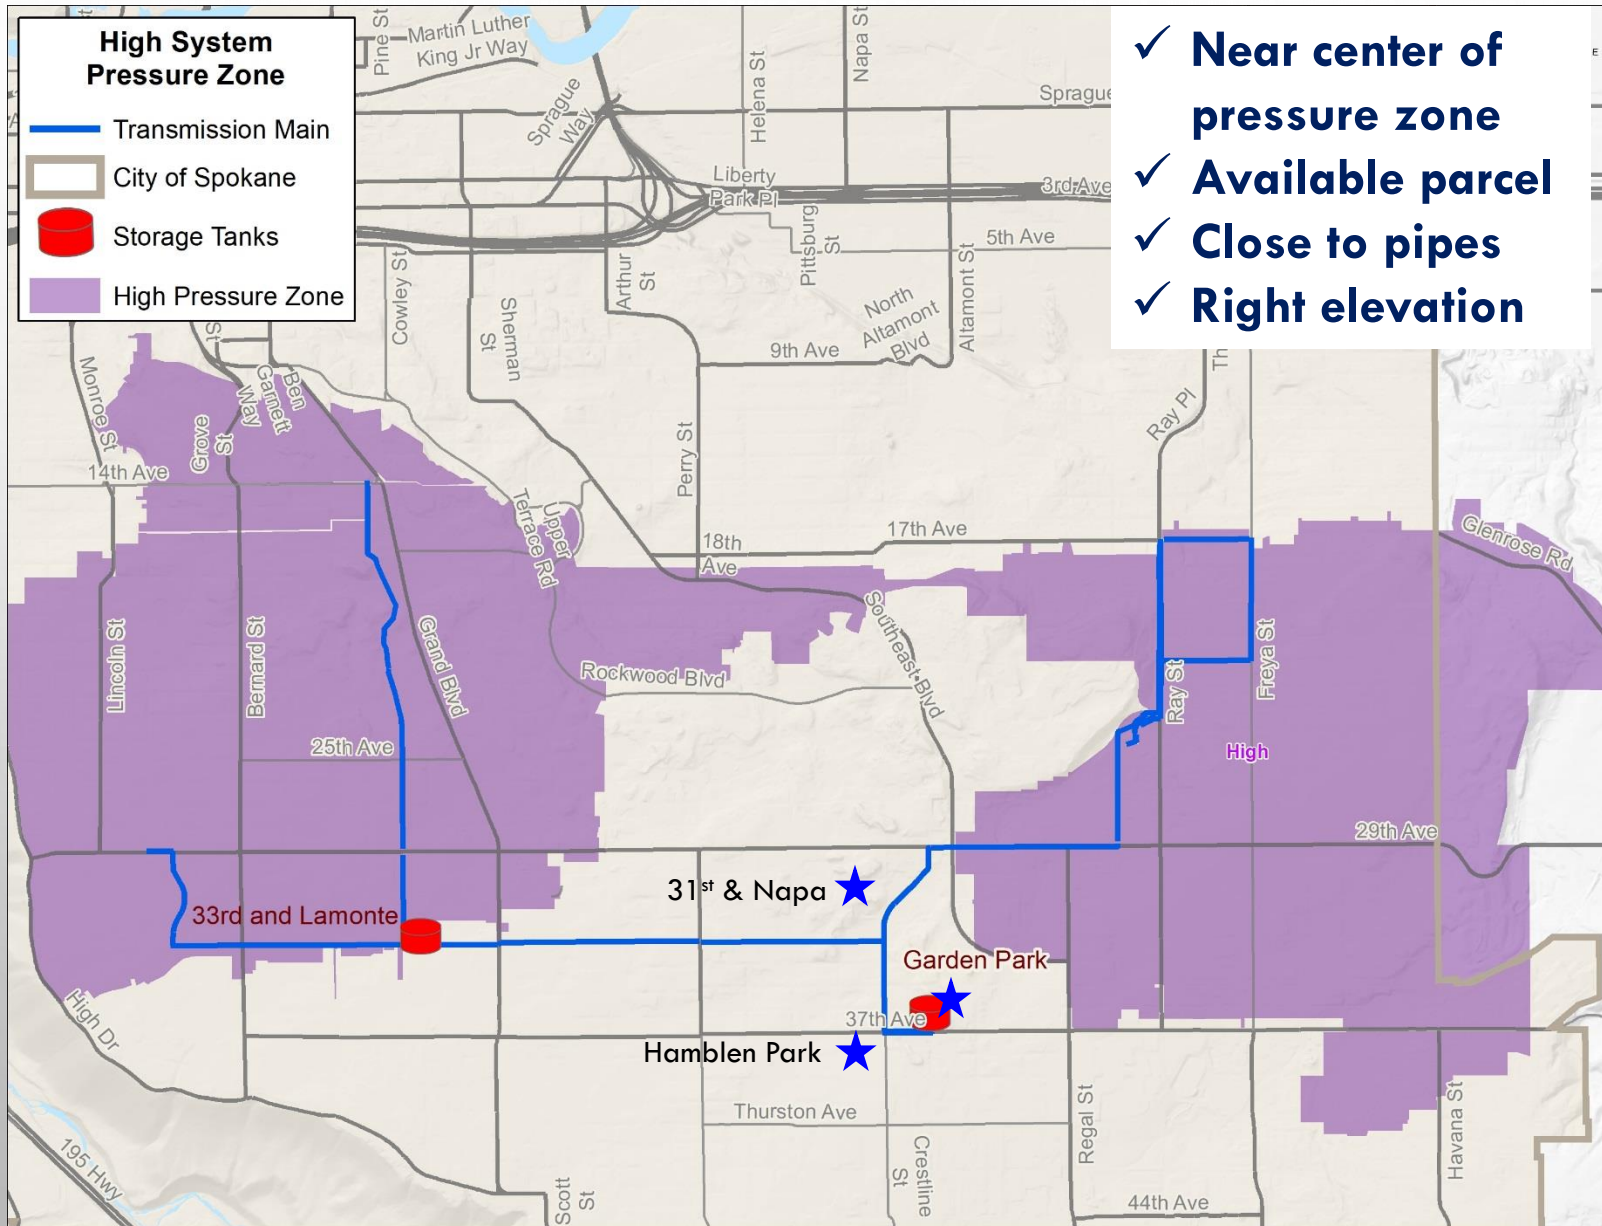 High System
Pressure Zone
Transmission Main
City of Spokane
Storage Tanks
High Pressure Zone
✓ Near center of
pressure zone
✓ Available parcel
✓ Close to pipes
✓ Right elevation
Pine St
Martin Luther
King Jr Way
Sprague
Way
Helena St
Napa St
Sprague
E
Liberty
Park Pl
3rd Ave
Pittsburg
St
5th Ave
Cowley St
Arthur
St
Sherman
St
North
Altamont
Blvd
Altamont St
9th Ave
Th
Monroe St
St
Garnett
Way
Ben
Grove
St
Perry St
Ray Pl
14th Ave
Upper
Terrace Rd
18th
Ave
17th Ave
Glenrose Rd
Lincoln St
Bernard St
Grand Blvd
Southeast Blvd
Rockwood Blvd
Ray St
Freya St
25th Ave
High
29th Ave
31st & Napa
33rd and Lamonte
Garden Park
37th Ave
Hamblen Park
High Dr
Thurston Ave
Regal St
Havana St
195 Hwy
Scott
St
Crestline
St
44th Ave